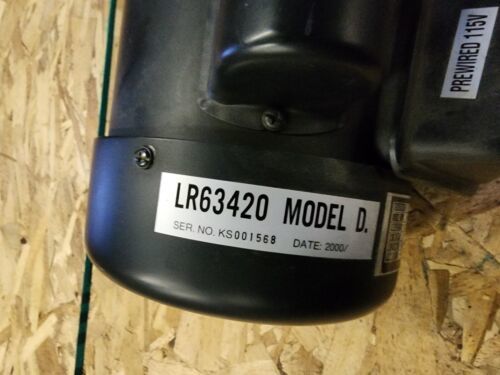 PREWIRED 115V
LR63420 MODEL D.
SER. NO. KS001568 DATE: 2000/